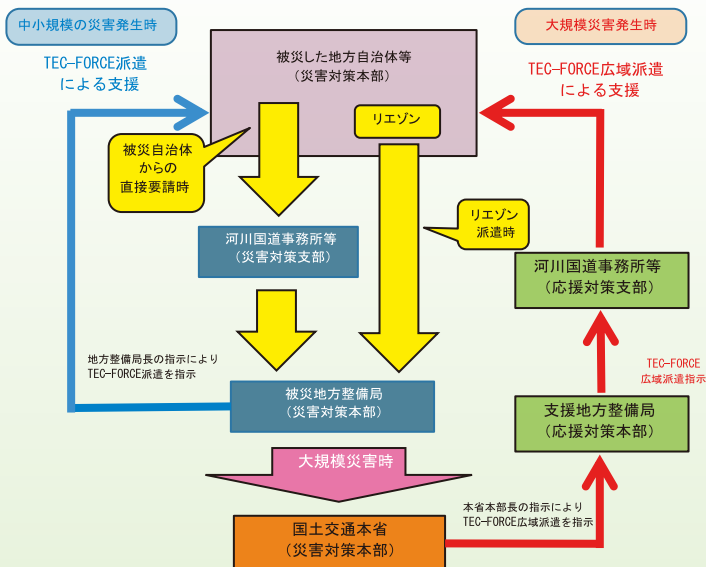 中小規模の災害発生時
TEC-FORCE派遣
による支援
被災した地方自治体等
(災害対策本部)
リエゾン
大規模災害発生時
TEC-FORCE広域派遣
による支援
被災自治体
からの
直接要請時
リエゾン
派遣時
河川国道事務所等
(災害対策支部)
河川国道事務所等
(応援対策支部)
地方整備局長の指示により
TEC-FORCE派遣を指示
被災地方整備局
(災害対策本部)
TEC-FORCE
広域派遣指示
支援地方整備局
(応援対策本部)
大規模災害時
本省本部長の指示により
TEC-FORCE広域派遣を指示
国土交通本省
(災害対策本部)